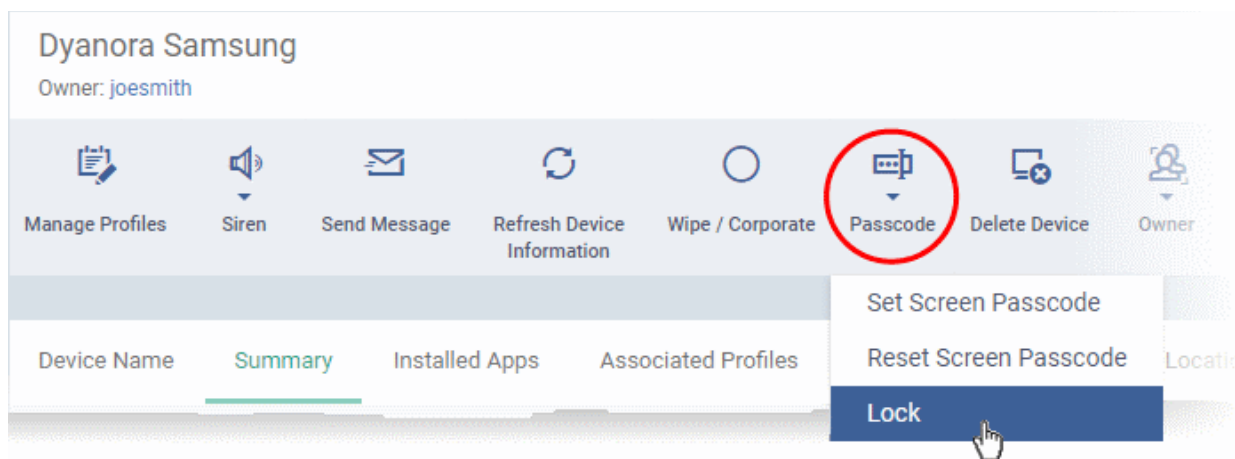 Dyanora Samsung
Owner: joesmith
Manage Profiles
Siren
Send Message
Refresh Device
Information
Wipe / Corporate
Passcode
Delete Device
Owner
Set Screen Passcode
Reset Screen Passcode
Lock
Device Name
Summary
Installed Apps
Associated Profiles